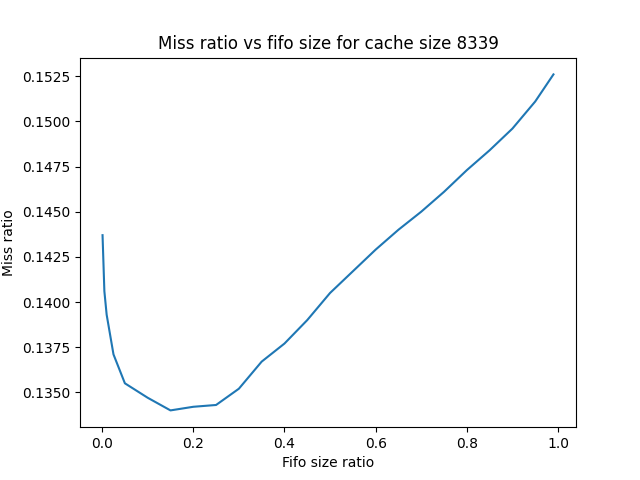 Miss ratio vs fifo size for cache size 8339
0.1525
0.1500
0.1475
0.1450
0.1425
0.1400
0.1375
0.1350
Miss ratio
0.0 0.2 0.4 0.6 0.8 1.0
Fifo size ratio